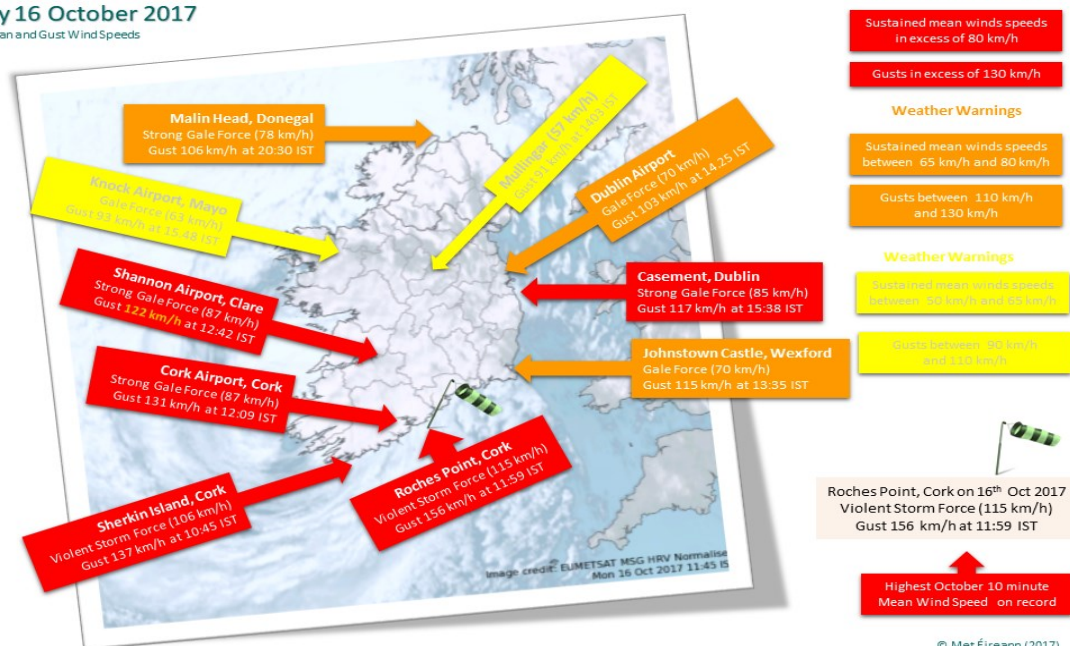 y 16 October 2017
an and Gust Wind Speeds
Malin Head, Donegal
Strong Gale Force (78 km/h)
Gust 106 km/h at 20:30 IST
Mullingar (57 km/h)
Gust 91 km/h at 1403 IST
Dublin Airport
Gale Force (70 km/h)
Gust 103 km/h at 14.25 IST
Knock Airport, Mayo
Gale Force (63 km/h)
Gust 93 km/h at 15.48 IST
Shannon Airport, Clare
Strong Gale Force (87 km/h)
Gust 122 km/h at 12:42 IST
Casement, Dublin
Strong Gale Force (85 km/h)
Gust 117 km/h at 15:38 IST
Cork Airport, Cork
Strong Gale Force (87 km/h)
Gust 131 km/h at 12:09 IST
Johnstown Castle, Wexford
Gale Force (70 km/h)
Gust 115 km/h at 13:35 IST
Sherkin Island, Cork
Violent Storm Force (106 km/h)
Gust 137 km/h at 10:45 IST
Roches Point, Cork
Violent Storm Force (115 km/h)
Gust 156 km/h at 11:59 IST
Image credit: EUMETSAT MSG HRV Normalise
Mon 16 Oct 2017 11:45 IS
Sustained mean winds speeds
in excess of 80 km/h
Gusts in excess of 130 km/h
Weather Warnings
Sustained mean winds speeds
between 65 km/h and 80 km/h
Gusts between 110 km/h
and 130 km/h
Weather Warnings
Sustained mean winds speeds
between 50 km/h and 65 km/h
Gusts between 90 km/h
and 110 km/h
Roches Point, Cork on 16th Oct 2017
Violent Storm Force (115 km/h)
Gust 156 km/h at 11:59 IST
Highest October 10 minute
Mean Wind Speed on record
© Met Éireann (2017)